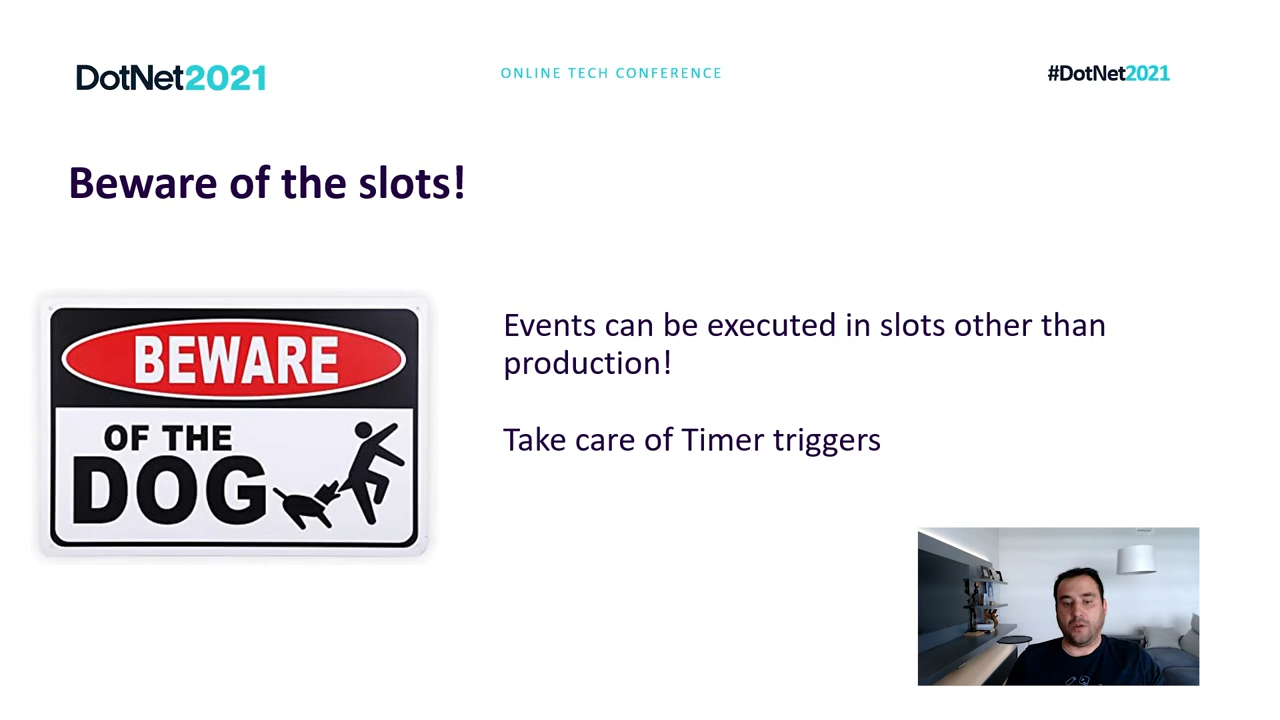 DotNet2021
ONLINE TECH CONFERENCE
#DotNet2021
Beware of the slots!
BEWARE
OF THE
DOG
Events can be executed in slots other than
production!
Take care of Timer triggers